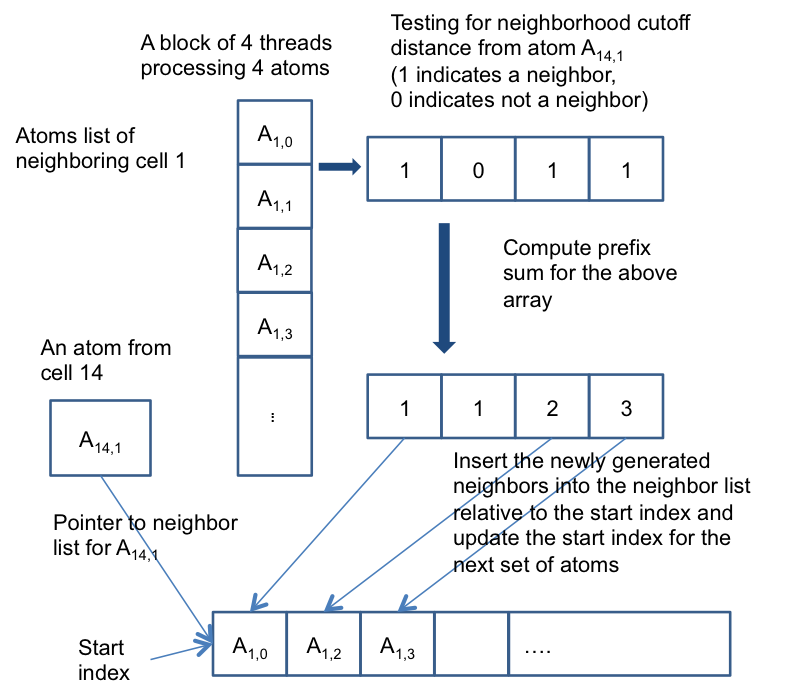 A block of 4 threads
processing 4 atoms
Testing for neighborhood cutoff
distance from atom A14,1
(1 indicates a neighbor,
0 indicates not a neighbor)
Atoms list of
neighboring cell 1
A1,0
A1,1
A1,2
A1,3
⋮
1 0 1 1
Compute prefix
sum for the above
array
An atom from
cell 14
A14,1
1 1 2 3
Insert the newly generated
neighbors into the neighbor list
relative to the start index and
update the start index for the
next set of atoms
Pointer to neighbor
list for A14,1
Start
index
A1,0 A1,2 A1,3 ....